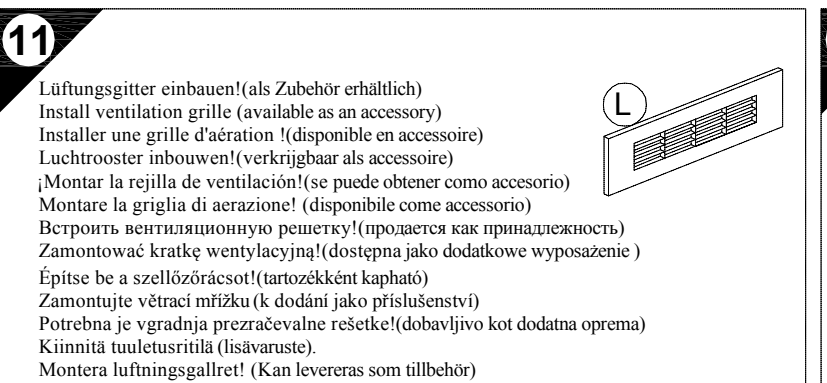 11
Lüftungsgitter einbauen!(als Zubehör erhältlich)
Install ventilation grille (available as an accessory)
Installer une grille d'aération !(disponible en accessoire)
Luchtrooster inbouwen!(verkrijgbaar als accessoire)
¡Montar la rejilla de ventilación!(se puede obtener como accesorio)
Montare la griglia di aerazione! (disponibile come accessorio)
Встроить вентиляционную решетку!(продается как принадлежность)
Zamontować kratkę wentylacyjną!(dostępna jako dodatkowe wyposażenie )
Építse be a szellőzőrácsot!(tartozékként kapható)
Zamontujte větrací mřížku (k dodání jako příslušenství)
Potrebna je vgradnja prezračevalne rešetke!(dobavljivo kot dodatna oprema)
Kiinnitä tuuletusritilä (lisävaruste).
Montera luftningsgallret! (Kan levereras som tillbehör)
L